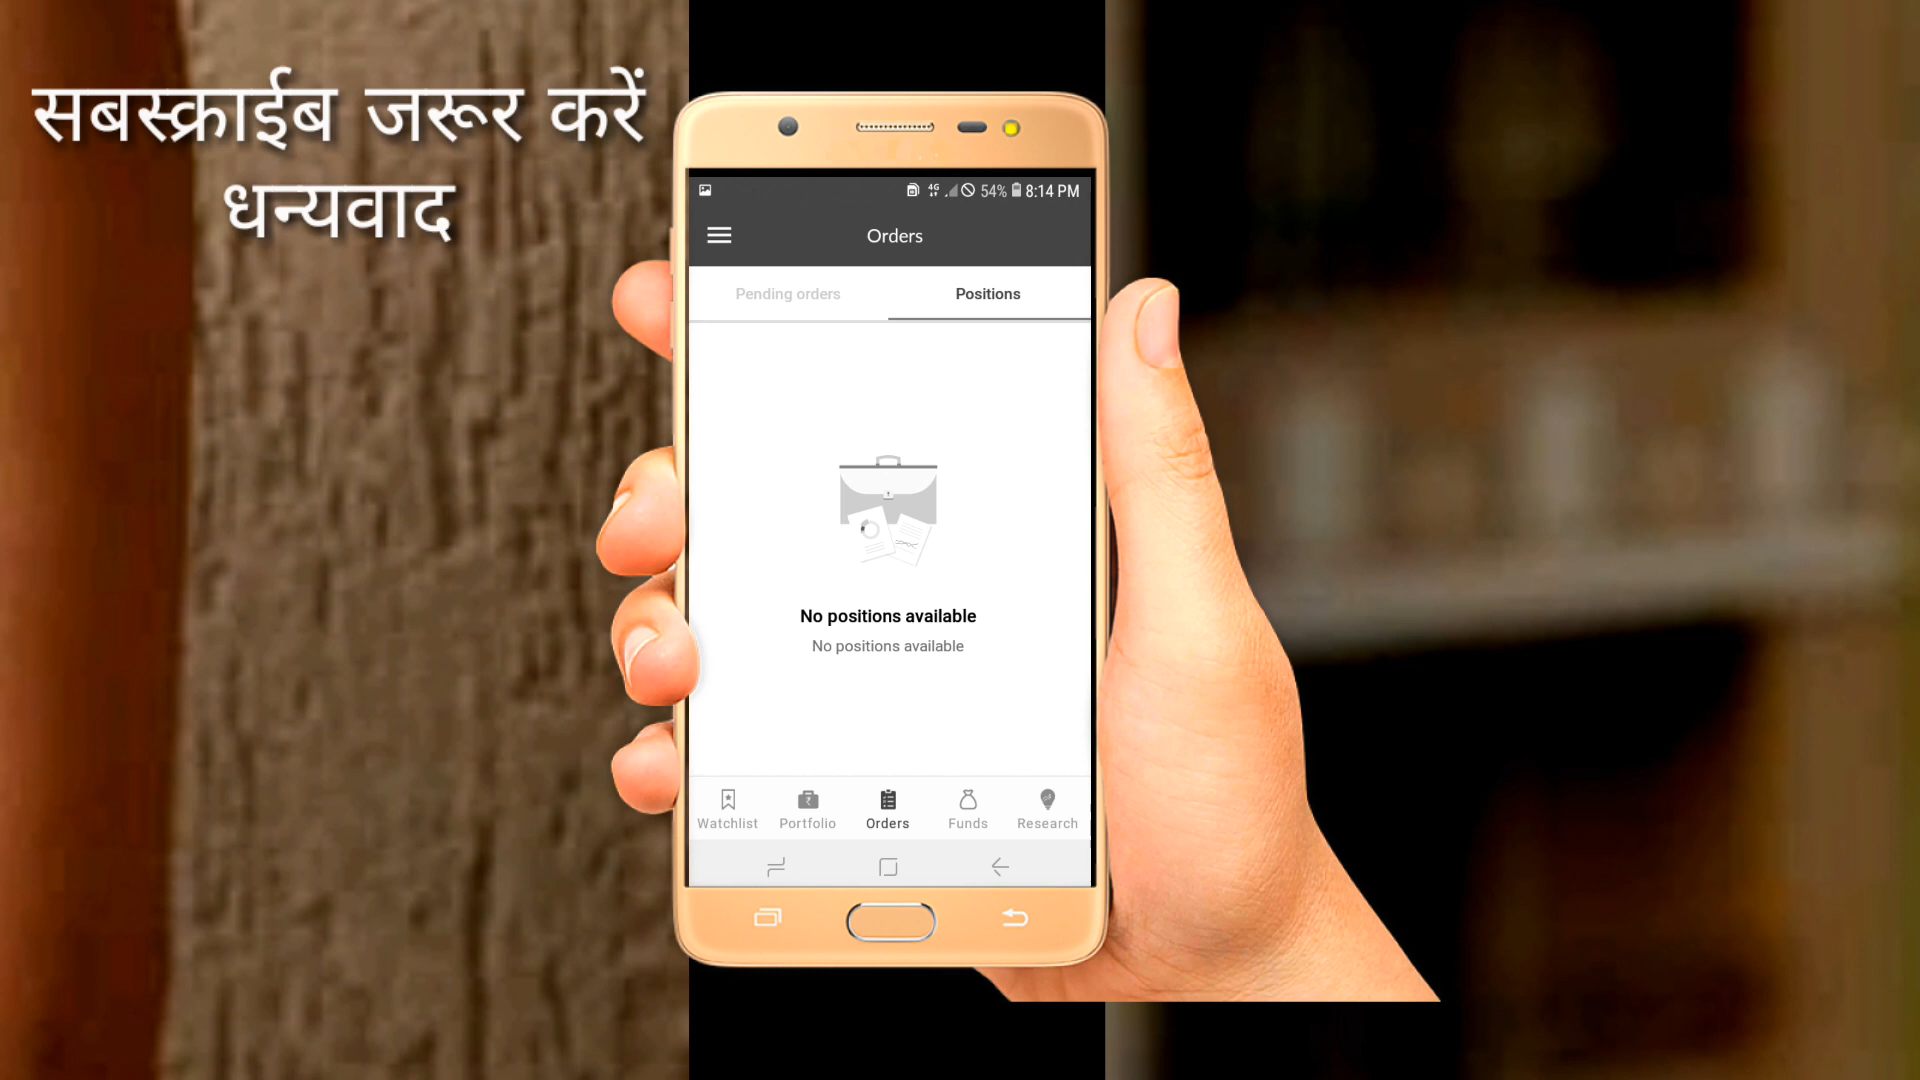 सबस्क्राईब जरूर करें
धन्यवाद
4G 54% 8:14 PM
Orders
Pending orders Positions
No positions available
No positions available
Watchlist Portfolio Orders Funds Research